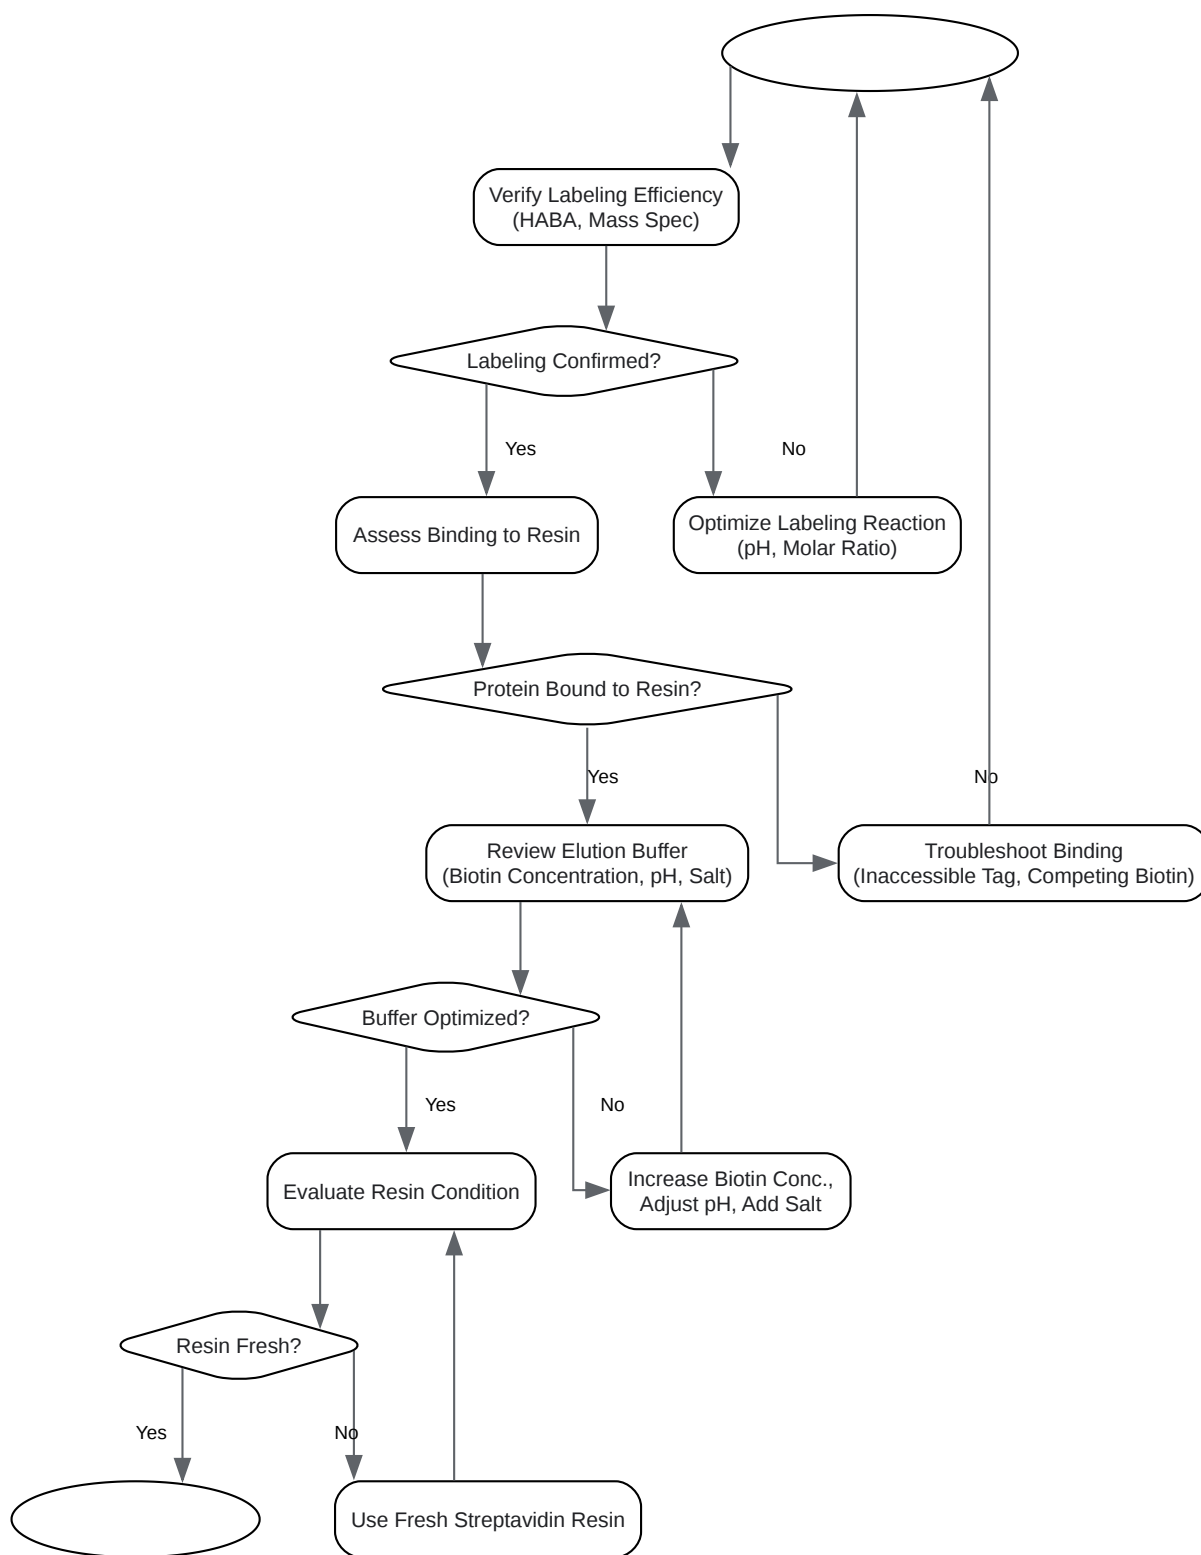 Verify Labeling Efficiency
(HABA, Mass Spec)
Labeling Confirmed?
Yes
No
Assess Binding to Resin
Optimize Labeling Reaction
(pH, Molar Ratio)
Protein Bound to Resin?
Yes
No
Review Elution Buffer
(Biotin Concentration, pH, Salt)
Troubleshoot Binding
(Inaccessible Tag, Competing Biotin)
Buffer Optimized?
Yes
No
Evaluate Resin Condition
Increase Biotin Conc.,
Adjust pH, Add Salt
Resin Fresh?
Yes
No
Use Fresh Streptavidin Resin